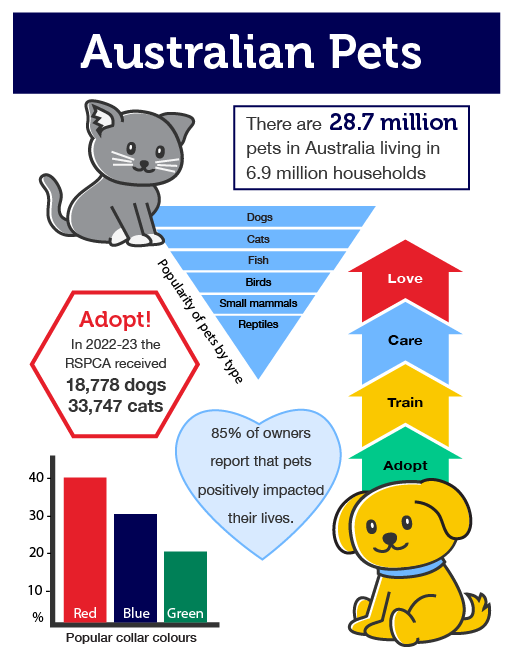 Australian Pets
There are 28.7 million
pets in Australia living in
6.9 million households
Dogs
Cats
Fish
Birds
Small mammals
Reptiles
Popularity of pets by type
Love
Care
Train
Adopt
Adopt!
In 2022-23 the
RSPCA received
18,778 dogs
33,747 cats
85% of owners
report that pets
positively impacted
their lives.
40
30
20
10
%
Red Blue Green
Popular collar colours